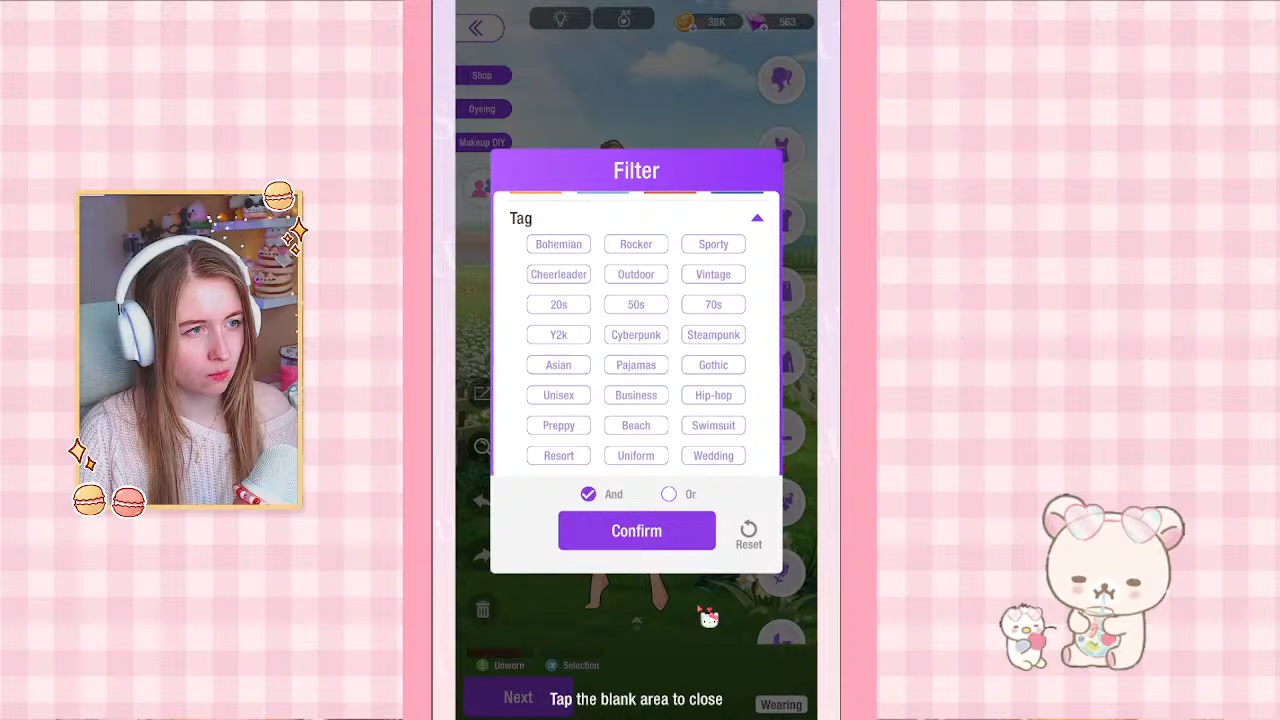 38K 563
Shop
Dyeing
Makeup DIY
Filter
Tag
Bohemian Rocker Sporty
Cheerleader Outdoor Vintage
20s 50s 70s
Y2k Cyberpunk Steampunk
Asian Pajamas Gothic
Unisex Business Hip-hop
Preppy Beach Swimsuit
Resort Uniform Wedding
And Or
Confirm
Reset
Unworn Selection
Next Tap the blank area to close Wearing